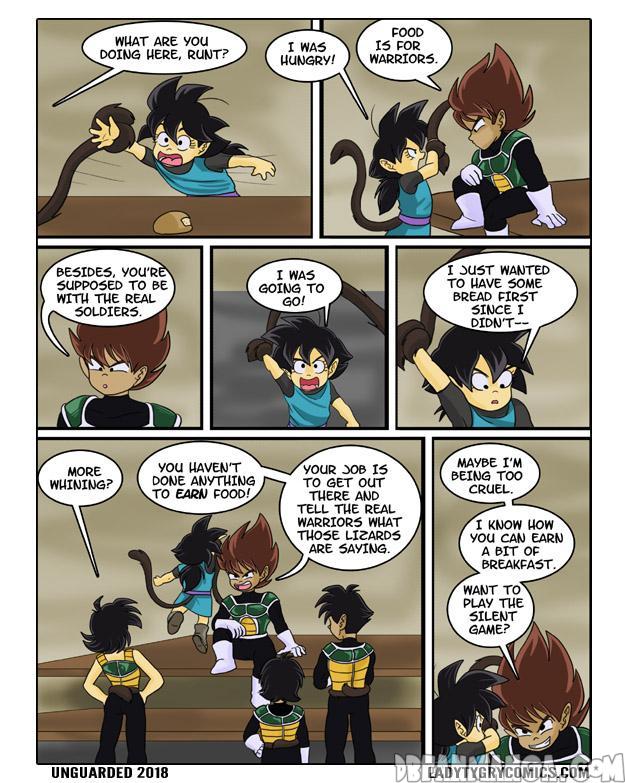 WHAT ARE YOU
DOING HERE, RUNT?
I WAS
HUNGRY!
FOOD
IS FOR
WARRIORS.
BESIDES, YOU'RE
SUPPOSED TO BE
WITH THE REAL
SOLDIERS.
I WAS
GOING TO
GO!
I JUST WANTED
TO HAVE SOME
BREAD FIRST
SINCE I
DIDN'T--
MORE
WHINING?
YOU HAVEN'T
DONE ANYTHING
TO EARN FOOD!
YOUR JOB IS
TO GET OUT
THERE AND
TELL THE REAL
WARRIORS WHAT
THOSE LIZARDS
ARE SAYING.
MAYBE I'M
BEING TOO
CRUEL.
I KNOW HOW
YOU CAN EARN
A BIT OF
BREAKFAST.
WANT TO
PLAY THE
SILENT
GAME?
UNGUARDED 2018
LADYTYGRYCOMICS.COM